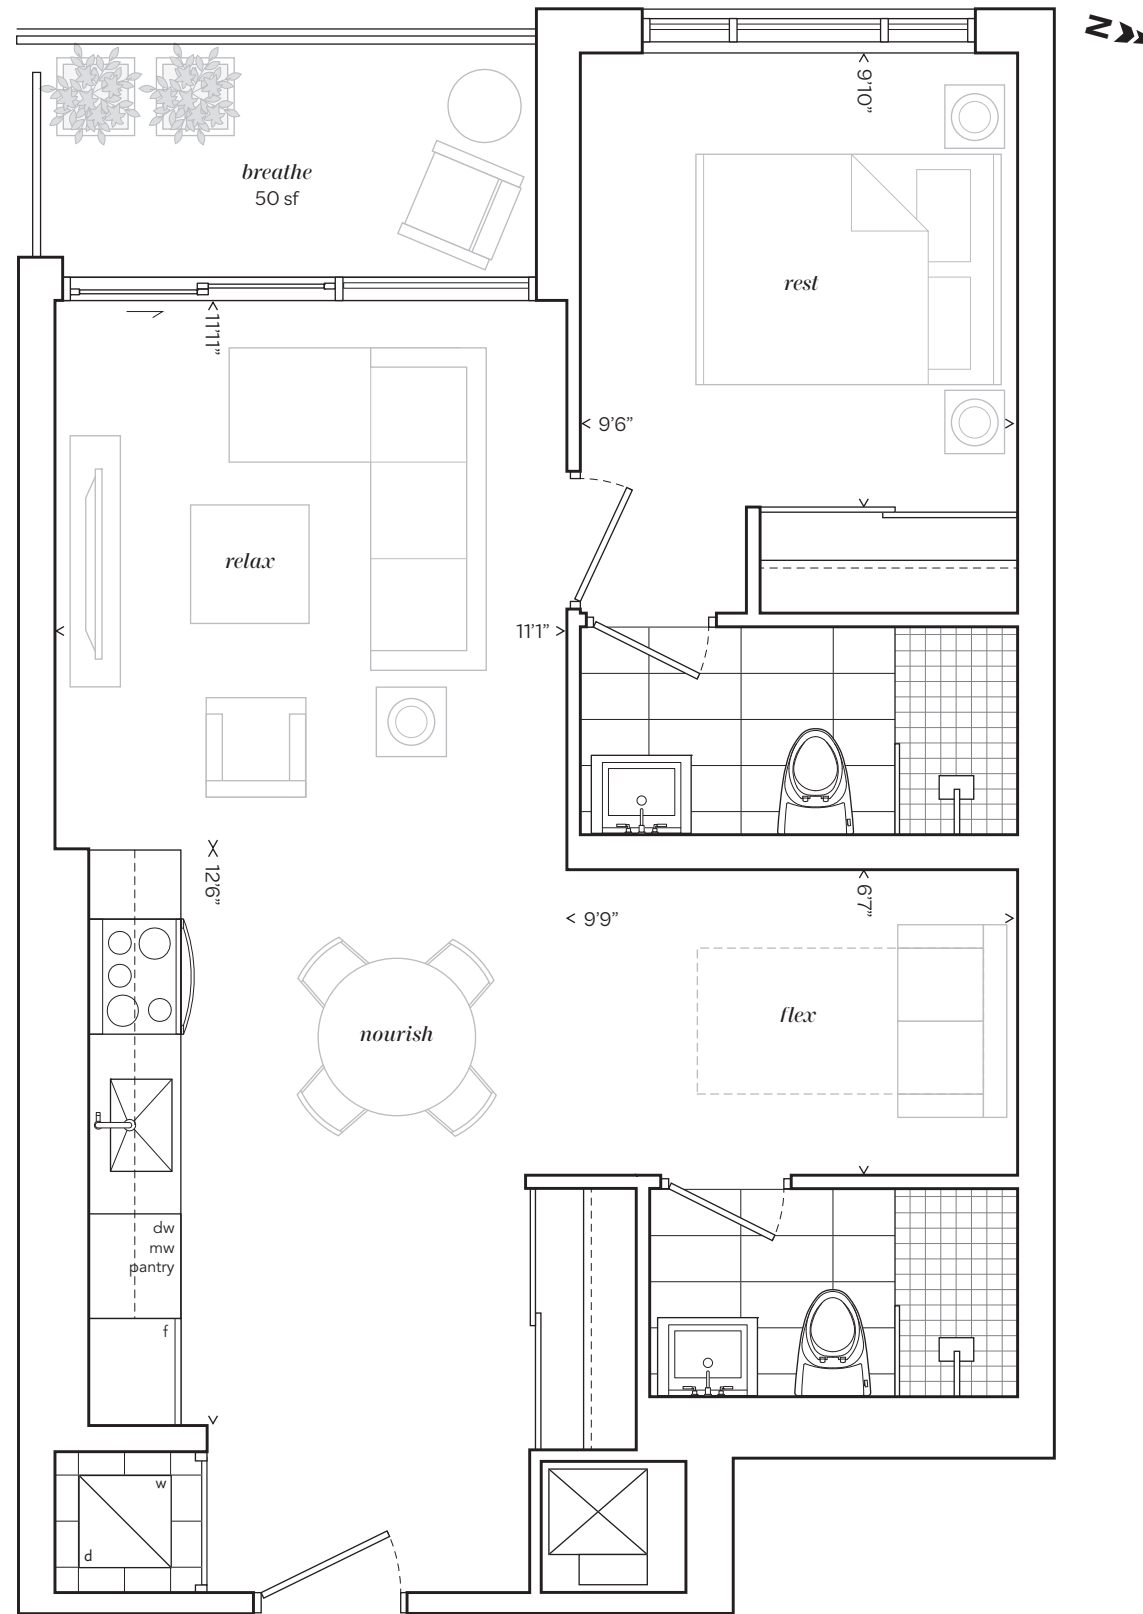 N
9'10"
breathe
50 sf
rest
11'11"
9'6"
relax
11'1"
12'6"
6'7"
9'9"
flex
nourish
dw
mw
pantry
f
w
d